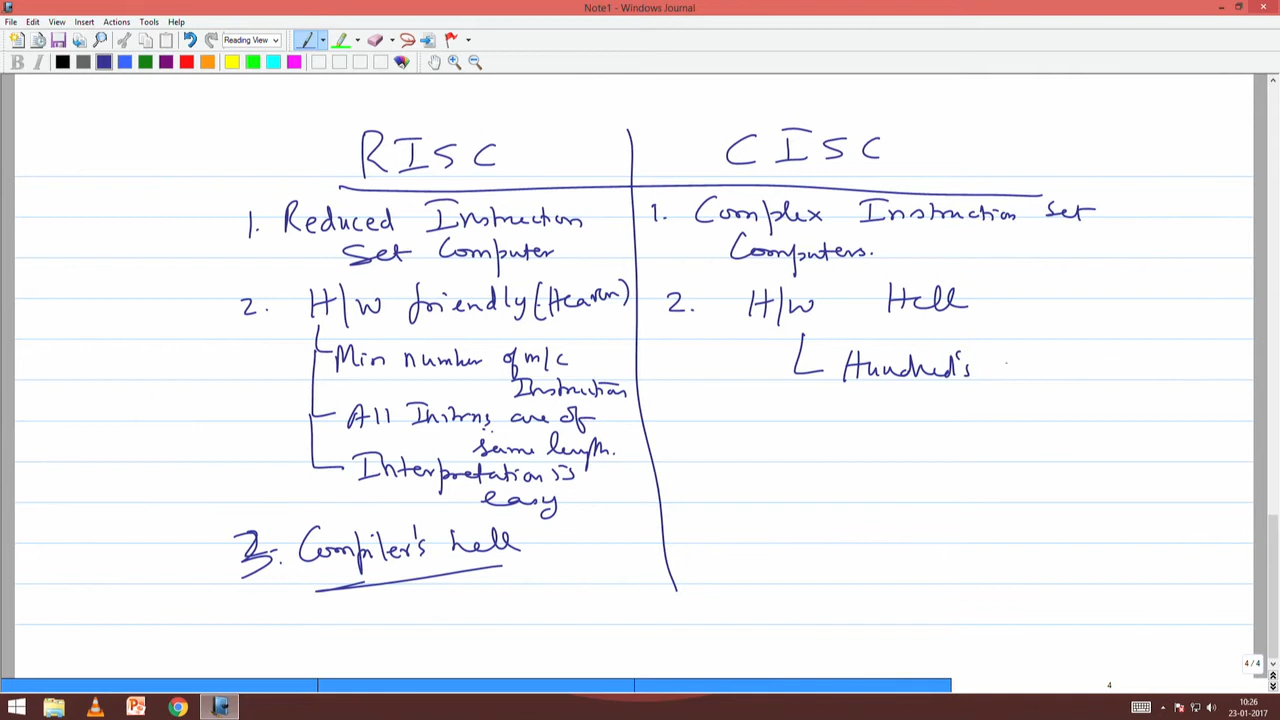 Note1 - Windows Journal
File Edit View Insert Actions Tools Help
Reading View
B I
RISC
1. Reduced Instruction
Set Computer
2. H/w friendly (Heaven)
Min number of m/c
Instruction
All Instrns are of
same length.
Interpretation is
easy
3. Compiler's hell
CISC
1. Complex Instruction Set
Computers.
2. H/w Hell
Hundred's
4/4
4
10:26
23-01-2017